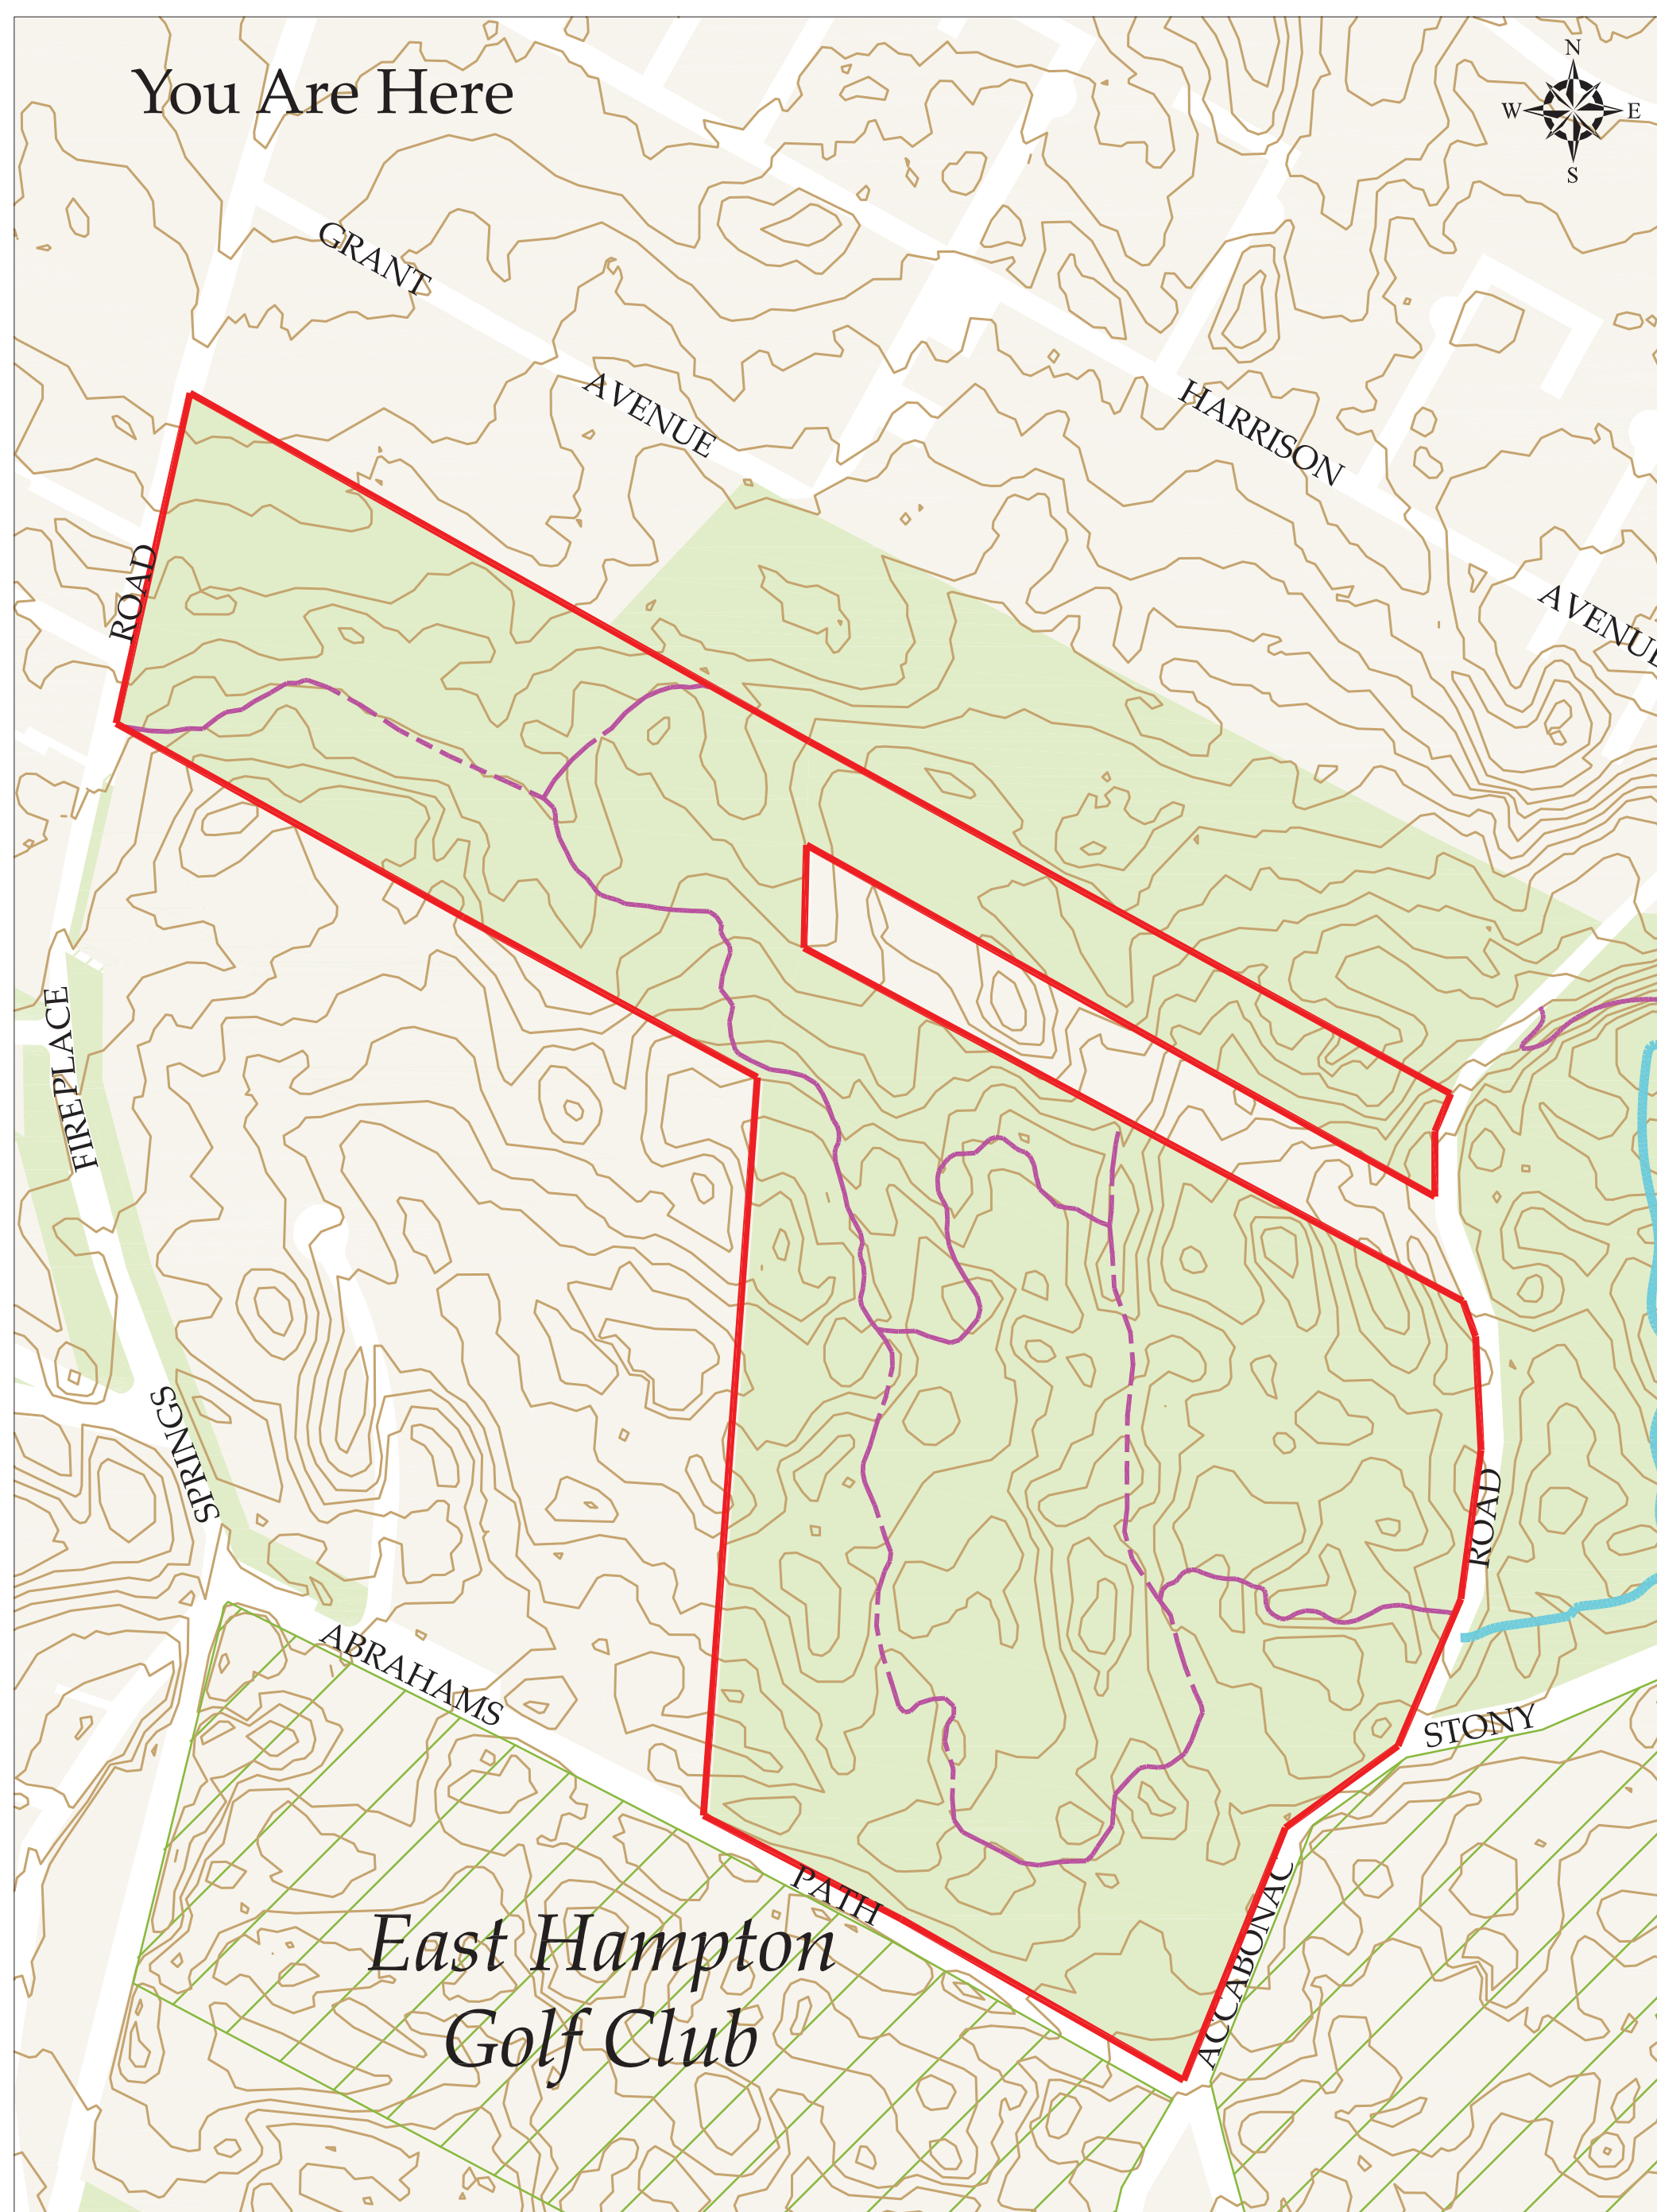 You Are Here
N
W E
S
GRANT
AVENUE
HARRISON
AVENUE
ROAD
FIREPLACE
SPRINGS
ABRAHAMS
PATH
ROAD
STONY
ACCABONAC
East Hampton
Golf Club